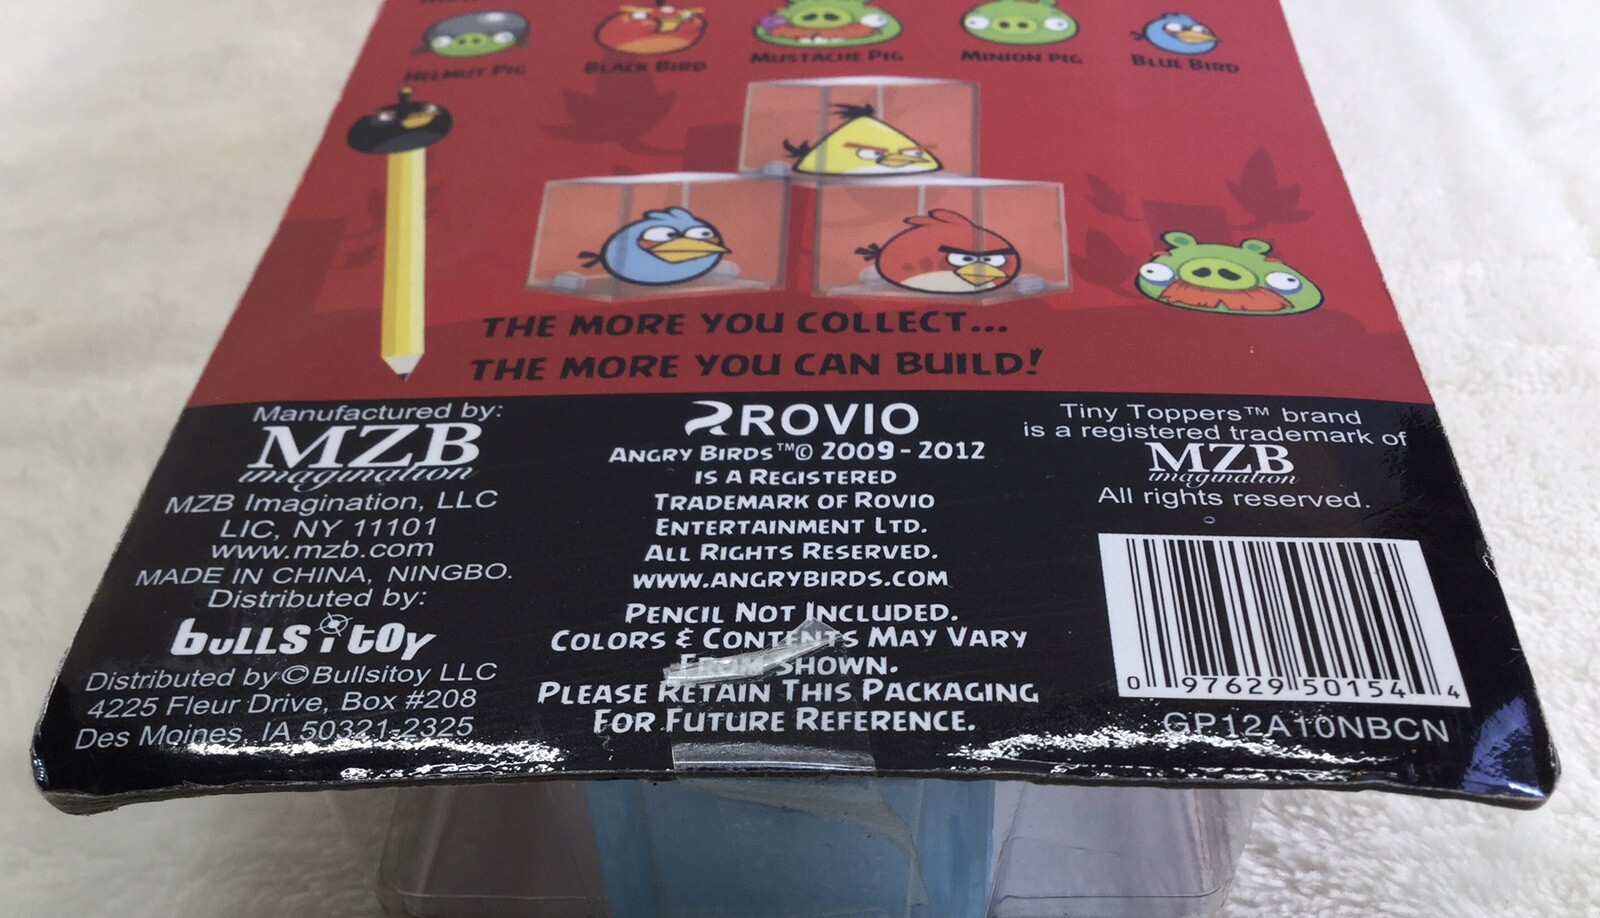 HELMUT PIG
BLACK BIRD
MUSTACHE PIG
MINION PIG
BLUE BIRD
THE MORE YOU COLLECT...
THE MORE YOU CAN BUILD!
Manufactured by:
MZB
imagination
MZB Imagination, LLC
LIC, NY 11101
www.mzb.com
MADE IN CHINA, NINGBO.
Distributed by:
bULLS i tOy
Distributed by ©Bullsitoy LLC
4225 Fleur Drive, Box #208
Des Moines, IA 50321-2325
ROVIO
ANGRY BIRDS™© 2009-2012
IS A REGISTERED
TRADEMARK OF ROVIO
ENTERTAINMENT LTD.
ALL RIGHTS RESERVED.
WWW.ANGRYBIRDS.COM
PENCIL NOT INCLUDED.
COLORS & CONTENTS MAY VARY
FROM SHOWN.
PLEASE RETAIN THIS PACKAGING
FOR FUTURE REFERENCE.
Tiny Toppers™ brand
is a registered trademark of
MZB
imagination
All rights reserved.
0 97629 50154 4
GP12A10NBCN